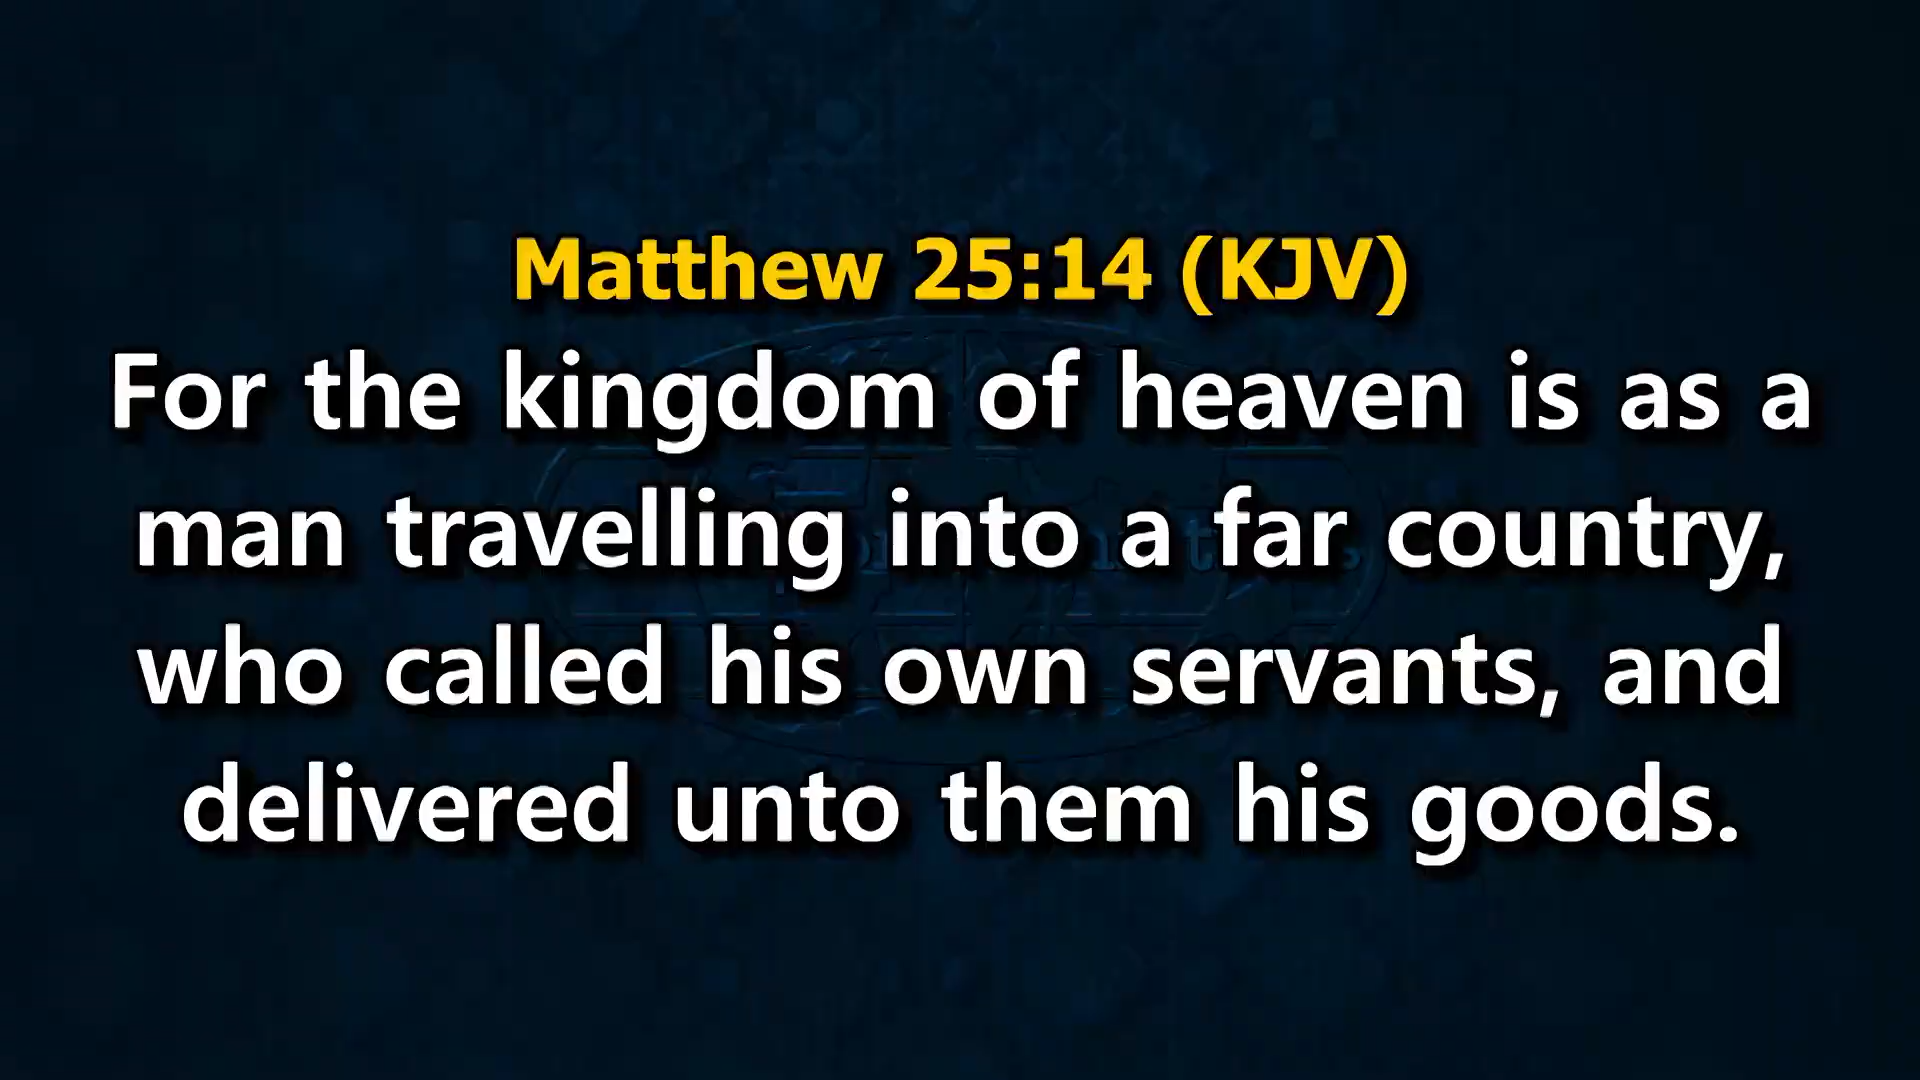 Matthew 25:14 (KJV)
For the kingdom of heaven is as a
man travelling into a far country,
who called his own servants, and
delivered unto them his goods.